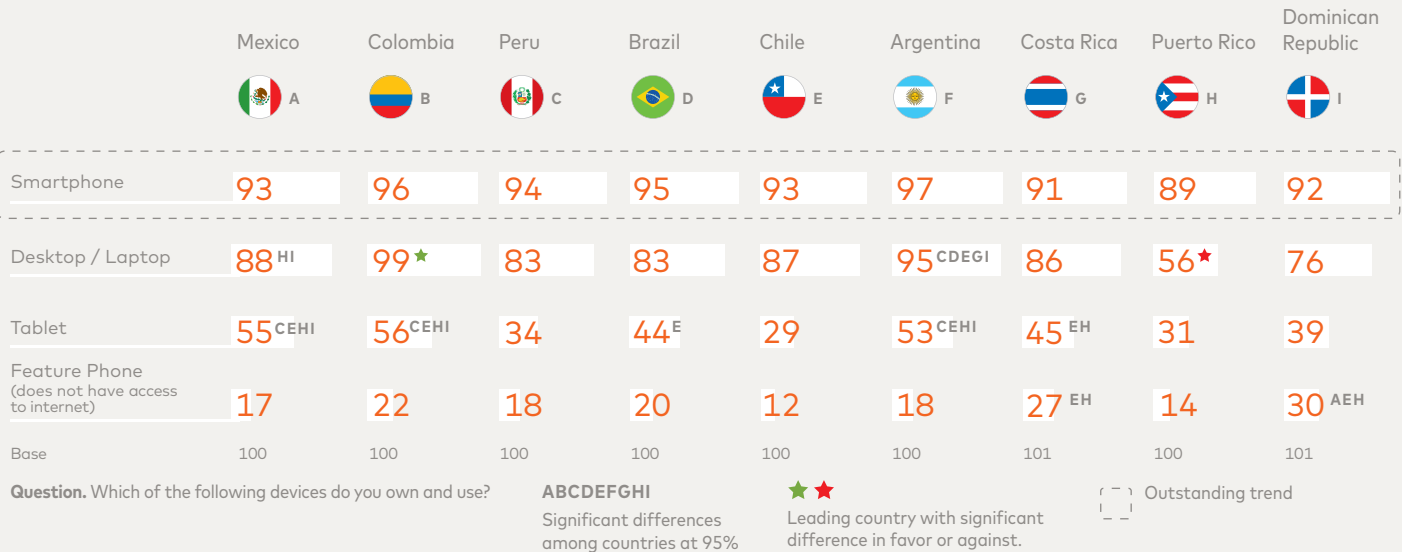 Mexico Colombia Peru Brazil Chile Argentina Costa Rica Puerto Rico Dominican Republic
A B C D E F G H I
Smartphone 93 96 94 95 93 97 91 89 92
Desktop / Laptop 88 HI 99 83 83 87 95 CDEGI 86 56 76
Tablet 55 CEHI 56 CEHI 34 44 E 29 53 CEHI 45 EH 31 39
Feature Phone
(does not have access
to internet) 17 22 18 20 12 18 27 EH 14 30 AEH
Base 100 100 100 100 100 100 101 100 101
Question. Which of the following devices do you own and use?
ABCDEFGHI
Significant differences
among countries at 95%
Leading country with significant
difference in favor or against.
Outstanding trend